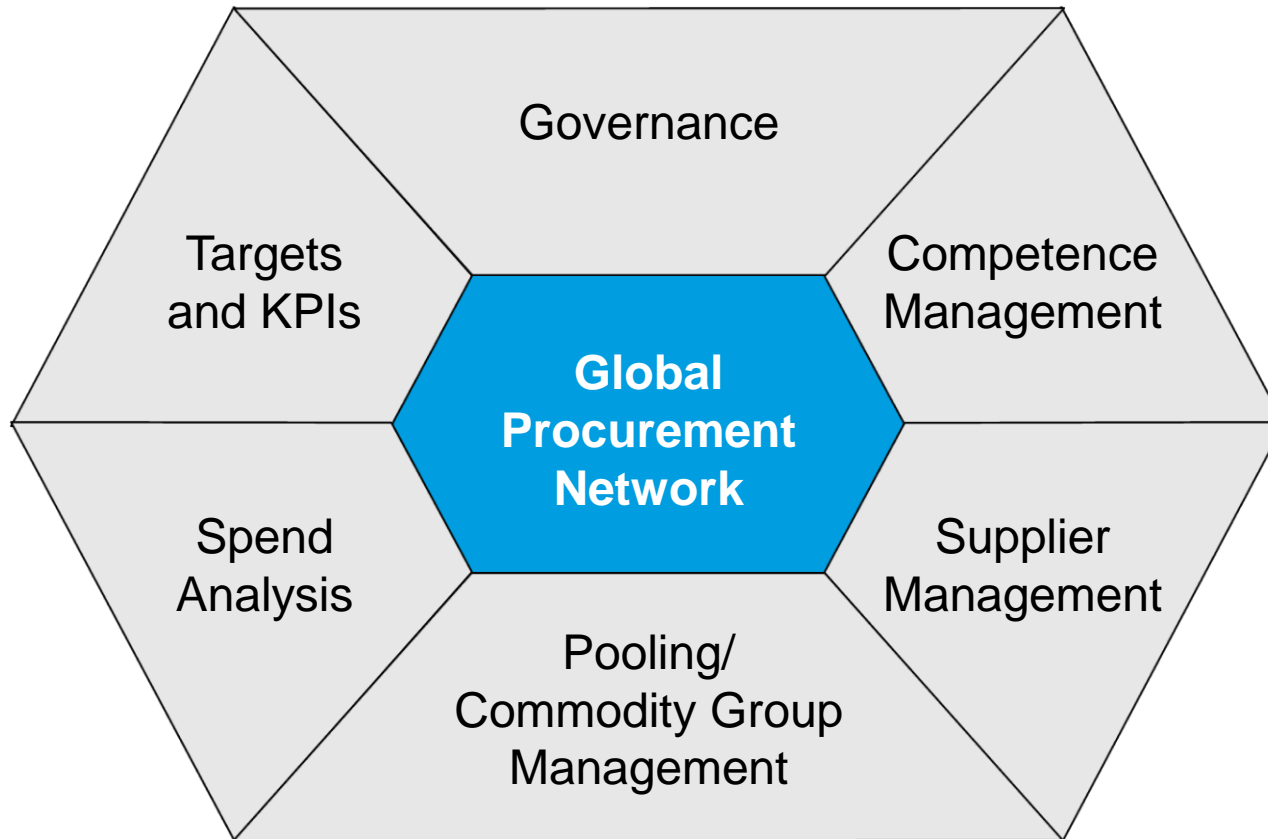 Governance
Targets
and KPIs
Competence
Management
Global
Procurement
Network
Spend
Analysis
Supplier
Management
Pooling/
Commodity Group
Management